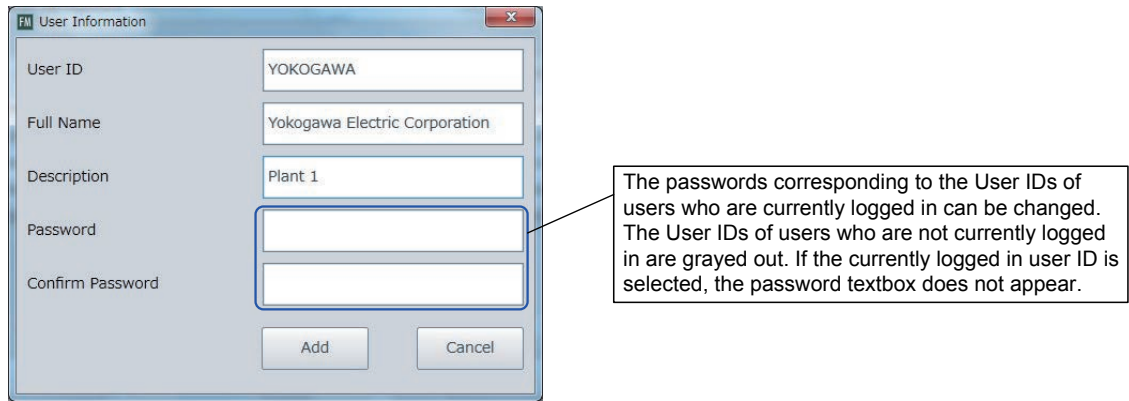 FM User Information
x
User ID
YOKOGAWA
Full Name
Yokogawa Electric Corporation
Description
Plant 1
Password
Confirm Password
Add
Cancel
The passwords corresponding to the User IDs of
users who are currently logged in can be changed.
The User IDs of users who are not currently logged
in are grayed out. If the currently logged in user ID is
selected, the password textbox does not appear.